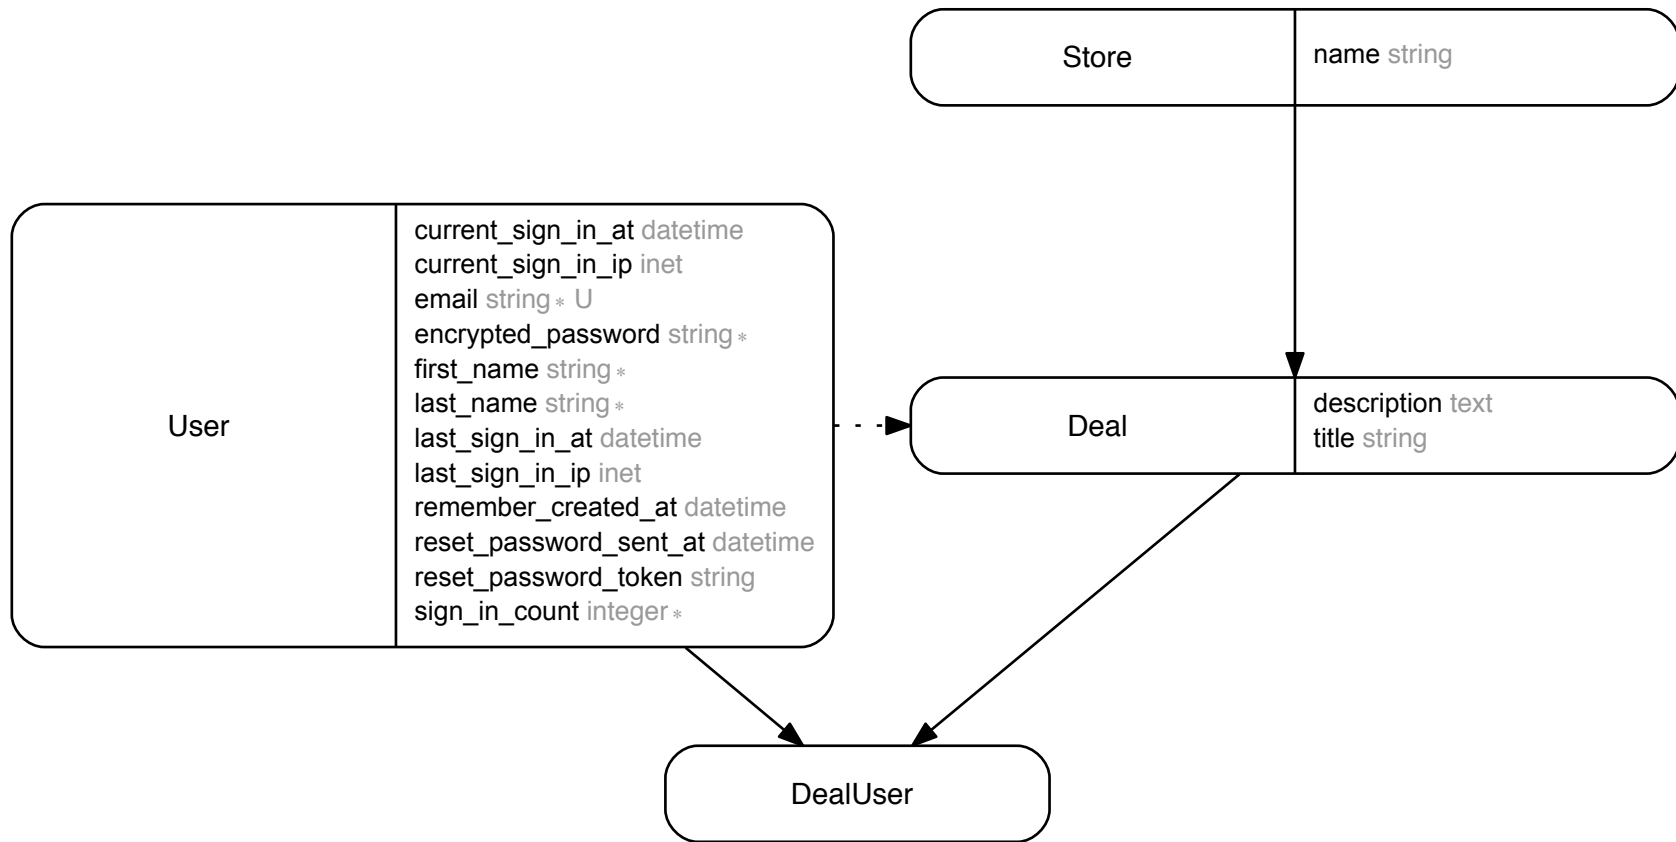 Store
name string
User
current_sign_in_at datetime
current_sign_in_ip inet
email string * U
encrypted_password string *
first_name string *
last_name string *
last_sign_in_at datetime
last_sign_in_ip inet
remember_created_at datetime
reset_password_sent_at datetime
reset_password_token string
sign_in_count integer *
Deal
description text
title string
DealUser